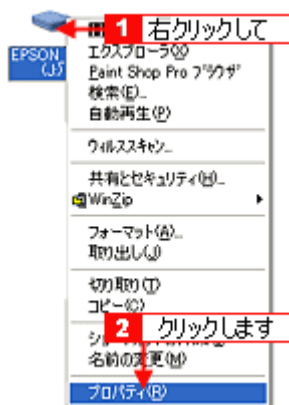 1 右クリックして
EPSON
エクスプローラ(X)
Paint Shop Pro ブラウザ
検索(E)...
自動再生(P)
ウィルススキャン...
共有とセキュリティ(H)...
WinZip
フォーマット(A)...
取り出し(J)
切り取り(T)
コピー(C)
2 クリックします
名前の変更(M)
プロパティ(R)